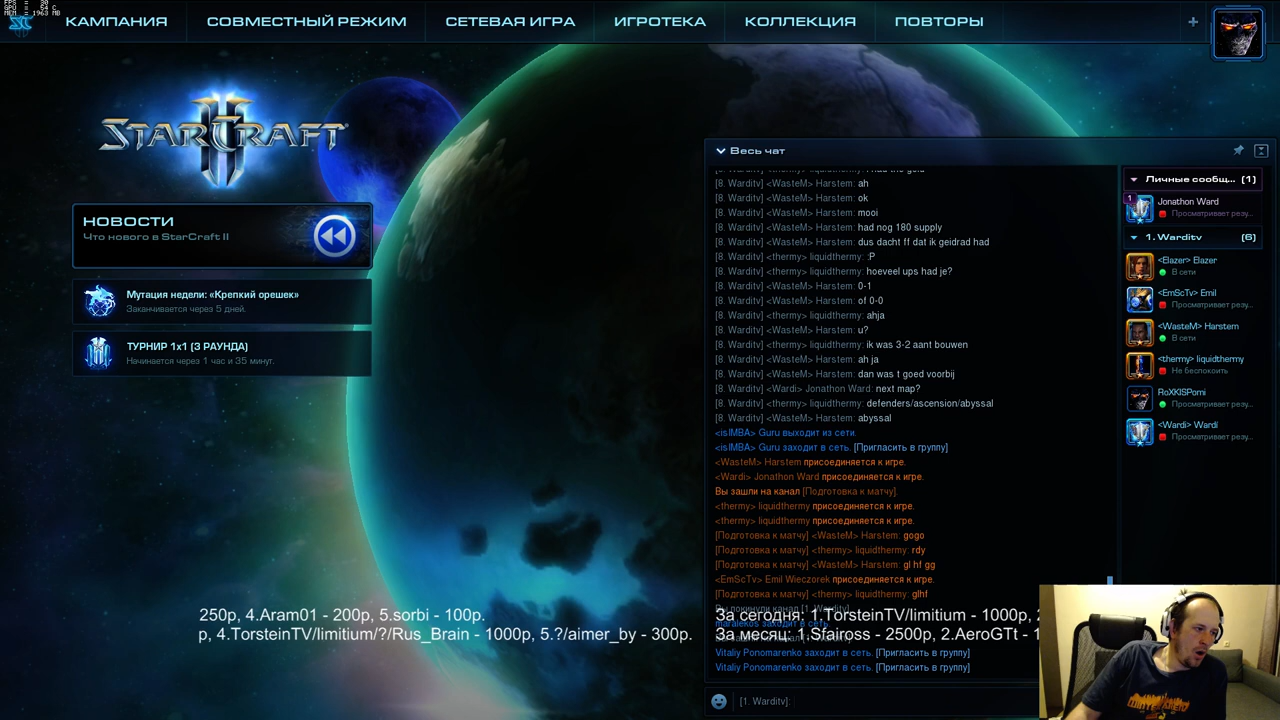 КАМПАНИЯ
СОВМЕСТНЫЙ РЕЖИМ
СЕТЕВАЯ ИГРА
ИГРОТЕКА
КОЛЛЕКЦИЯ
ПОВТОРЫ
STARCRAFT II
НОВОСТИ
Что нового в StarCraft II
Мутация недели: «Крепкий орешек»
Заканчивается через 5 дней.
ТУРНИР 1х1 (3 РАУНДА)
Начинается через 1 час и 35 минут.
Весь чат
[8. Warditv] <WasteM> Harstem: ah
[8. Warditv] <WasteM> Harstem: ok
[8. Warditv] <WasteM> Harstem: mooi
[8. Warditv] <WasteM> Harstem: had nog 180 supply
[8. Warditv] <WasteM> Harstem: dus dacht ff dat ik geidrad had
[8. Warditv] <thermy> liquidthermy: :P
[8. Warditv] <thermy> liquidthermy: hoeveel ups had je?
[8. Warditv] <WasteM> Harstem: 0-1
[8. Warditv] <WasteM> Harstem: of 0-0
[8. Warditv] <thermy> liquidthermy: ahja
[8. Warditv] <WasteM> Harstem: u?
[8. Warditv] <thermy> liquidthermy: ik was 3-2 aant bouwen
[8. Warditv] <WasteM> Harstem: ah ja
[8. Warditv] <WasteM> Harstem: dan was t goed voorbij
[8. Warditv] <Wardi> Jonathon Ward: next map?
[8. Warditv] <thermy> liquidthermy: defenders/ascension/abyssal
[8. Warditv] <WasteM> Harstem: abyssal
<isIMBA> Guru выходит из сети.
<isIMBA> Guru заходит в сеть. [Пригласить в группу]
<WasteM> Harstem присоединяется к игре.
<Wardi> Jonathon Ward присоединяется к игре.
Вы зашли на канал [Подготовка к матчу].
<thermy> liquidthermy присоединяется к игре.
<thermy> liquidthermy присоединяется к игре.
[Подготовка к матчу] <WasteM> Harstem: gogo
[Подготовка к матчу] <thermy> liquidthermy: rdy
[Подготовка к матчу] <WasteM> Harstem: gl hf gg
<EmScTv> Emil Wieczorek присоединяется к игре.
[Подготовка к матчу] <thermy> liquidthermy: glhf
Вы покинули канал [1. Warditv]
Vitaliy Ponomarenko заходит в сеть. [Пригласить в группу]
Vitaliy Ponomarenko заходит в сеть. [Пригласить в группу]
[1. Warditv]:
Личные сообщ... (1)
1
Jonathon Ward
Просматривает резу...
1. Warditv (6)
<Elazer> Elazer
В сети
<EmScTv> Emil
Просматривает резу...
<WasteM> Harstem
В сети
<thermy> liquidthermy
Не беспокоить
RoXKISPomi
Просматривает резу...
<Wardi> Wardi
Просматривает резу...
250р, 4.Aram01 - 200р, 5.sorbi - 100р.
За сегодня: 1.TorsteinTV/limitium - 1000р,
р, 4.TorsteinTV/limitium/?/Rus_Brain - 1000р, 5.?/aimer_by - 300р.
За месяц: 1.Sfaiross - 2500р, 2.AeroGTt - 1